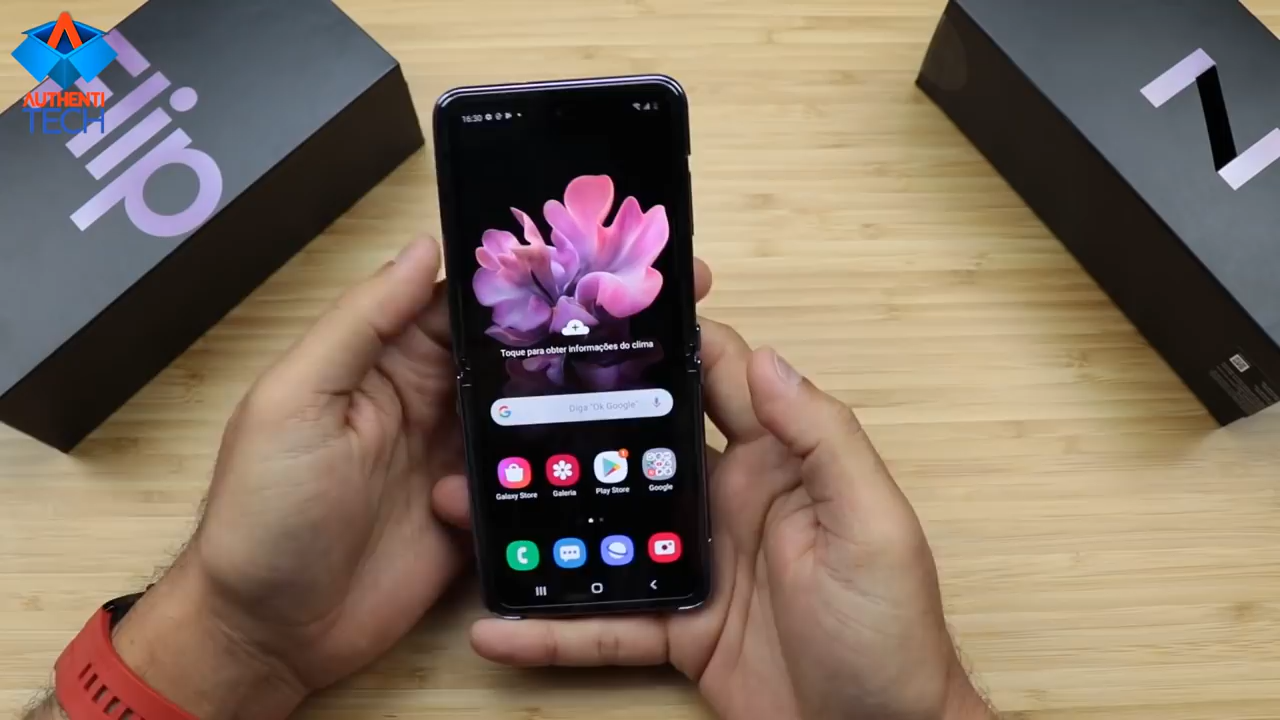 AUTHENTI
TECH
Flip
Z
16:30
Toque para obter informações do clima
G
Diga "Ok Google"
Galaxy Store
Galeria
Play Store
1
Google